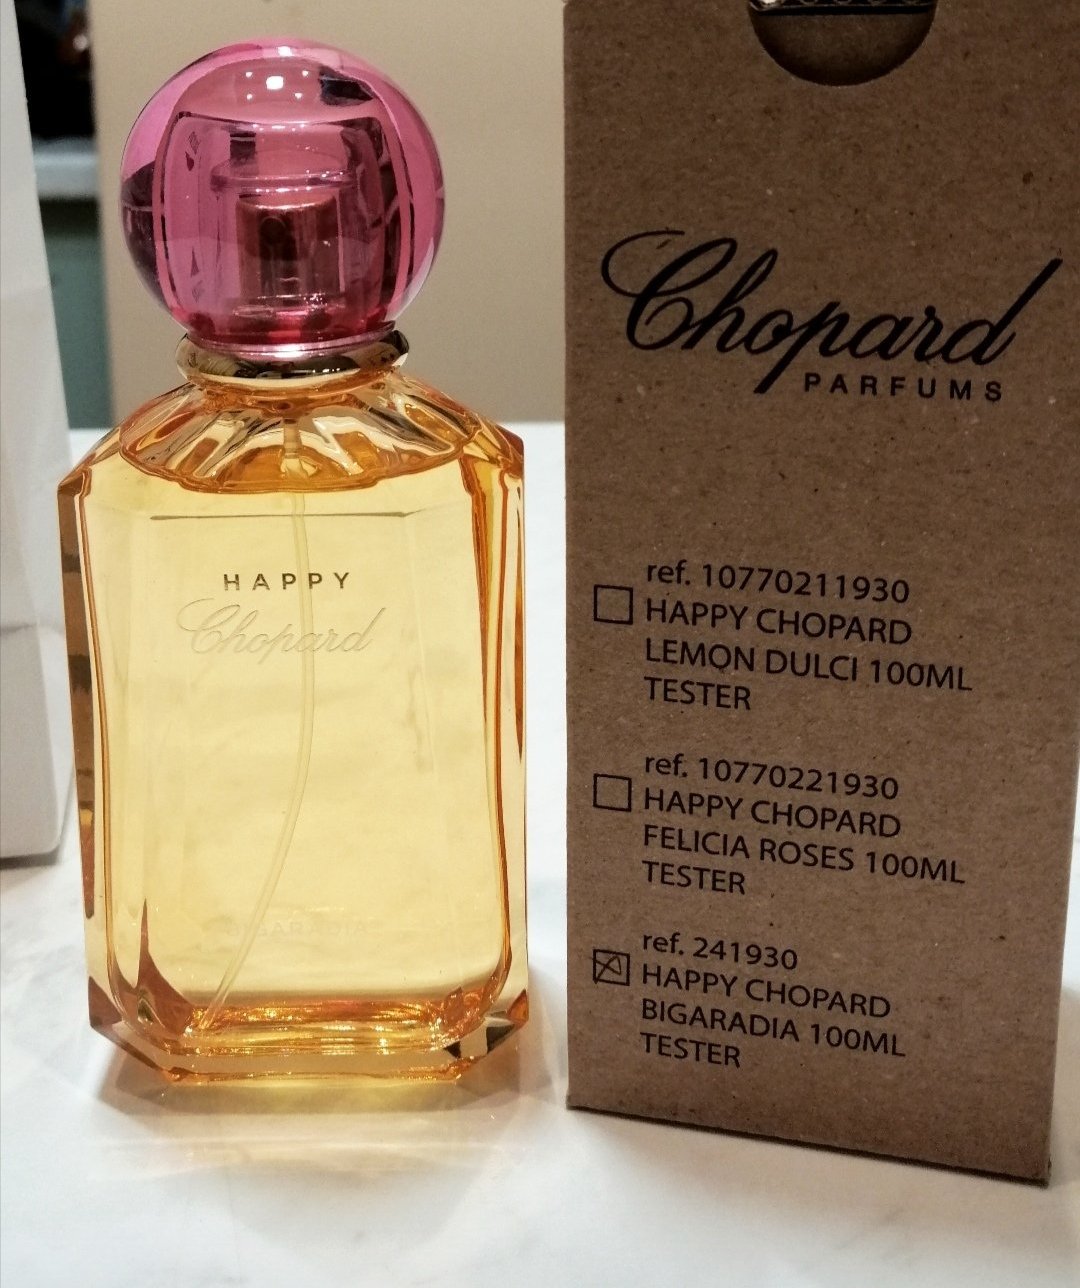 HAPPY
Chopard
BIGARADIA
Chopard
PARFUMS
ref. 10770211930
HAPPY CHOPARD
LEMON DULCI 100ML
TESTER
ref. 10770221930
HAPPY CHOPARD
FELICIA ROSES 100ML
TESTER
ref. 241930
HAPPY CHOPARD
BIGARADIA 100ML
TESTER